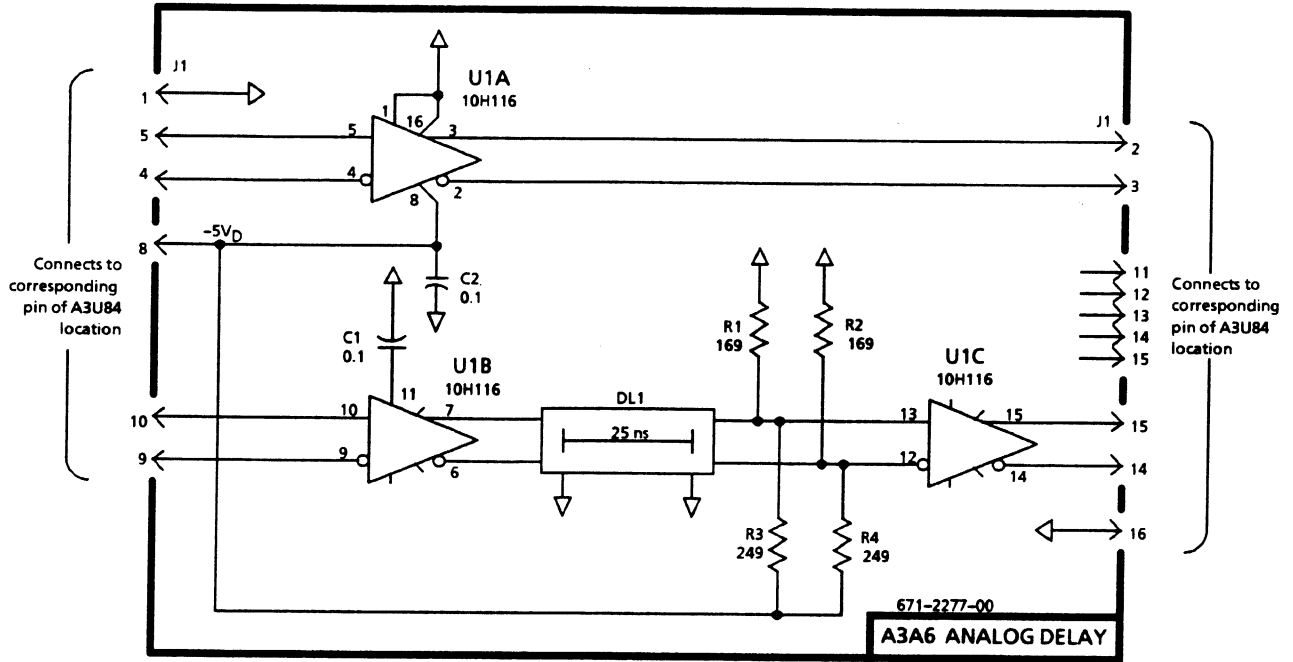 J1
1
5
4
8
-5VD
Connects to
corresponding
pin of A3U84
location
10
9
U1A
10H116
1
16
5
3
4
2
8
C2.
0.1
C1
0.1
U1B
10H116
11
10
7
9
6
DL1
25 ns
R1
169
R2
169
R3
249
R4
249
U1C
10H116
13
15
12
14
J1
2
3
11
12
13
14
15
15
14
16
Connects to
corresponding
pin of A3U84
location
671-2277-00
A3A6 ANALOG DELAY